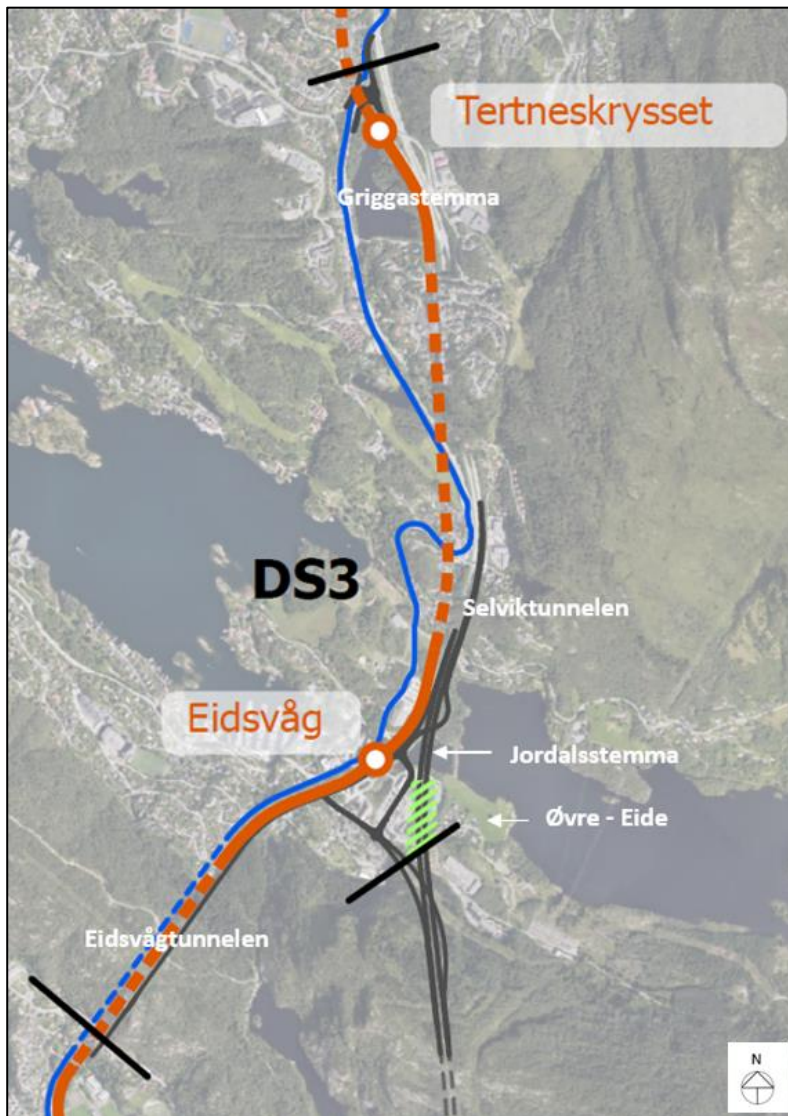 Tertneskrysset
Griggastemma
DS3
Selviktunnelen
Eidsvåg
Jordalsstemma
Øvre - Eide
Eidsvågtunnelen
N